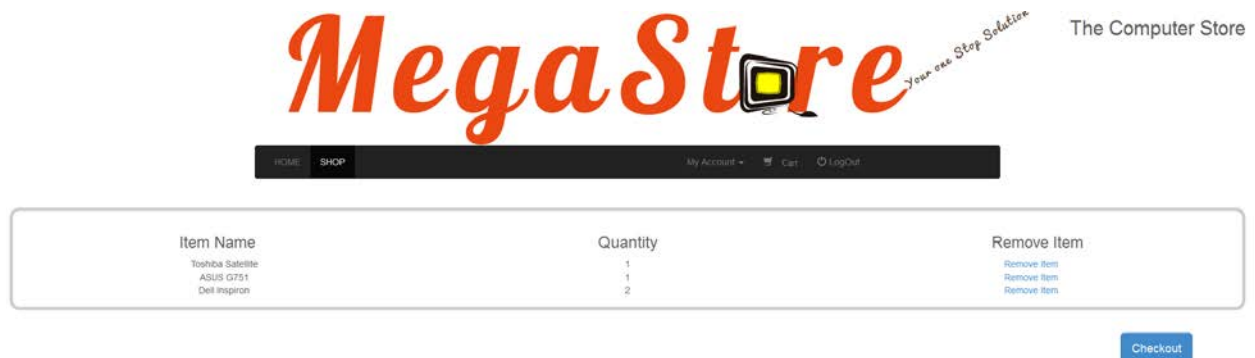 MegaStore
Your one Stop Solution
The Computer Store
HOME SHOP My Account Cart LogOut
Item Name Quantity Remove Item
Toshiba Satellite 1 Remove Item
ASUS G751 1 Remove Item
Dell Inspiron 2 Remove Item
Checkout